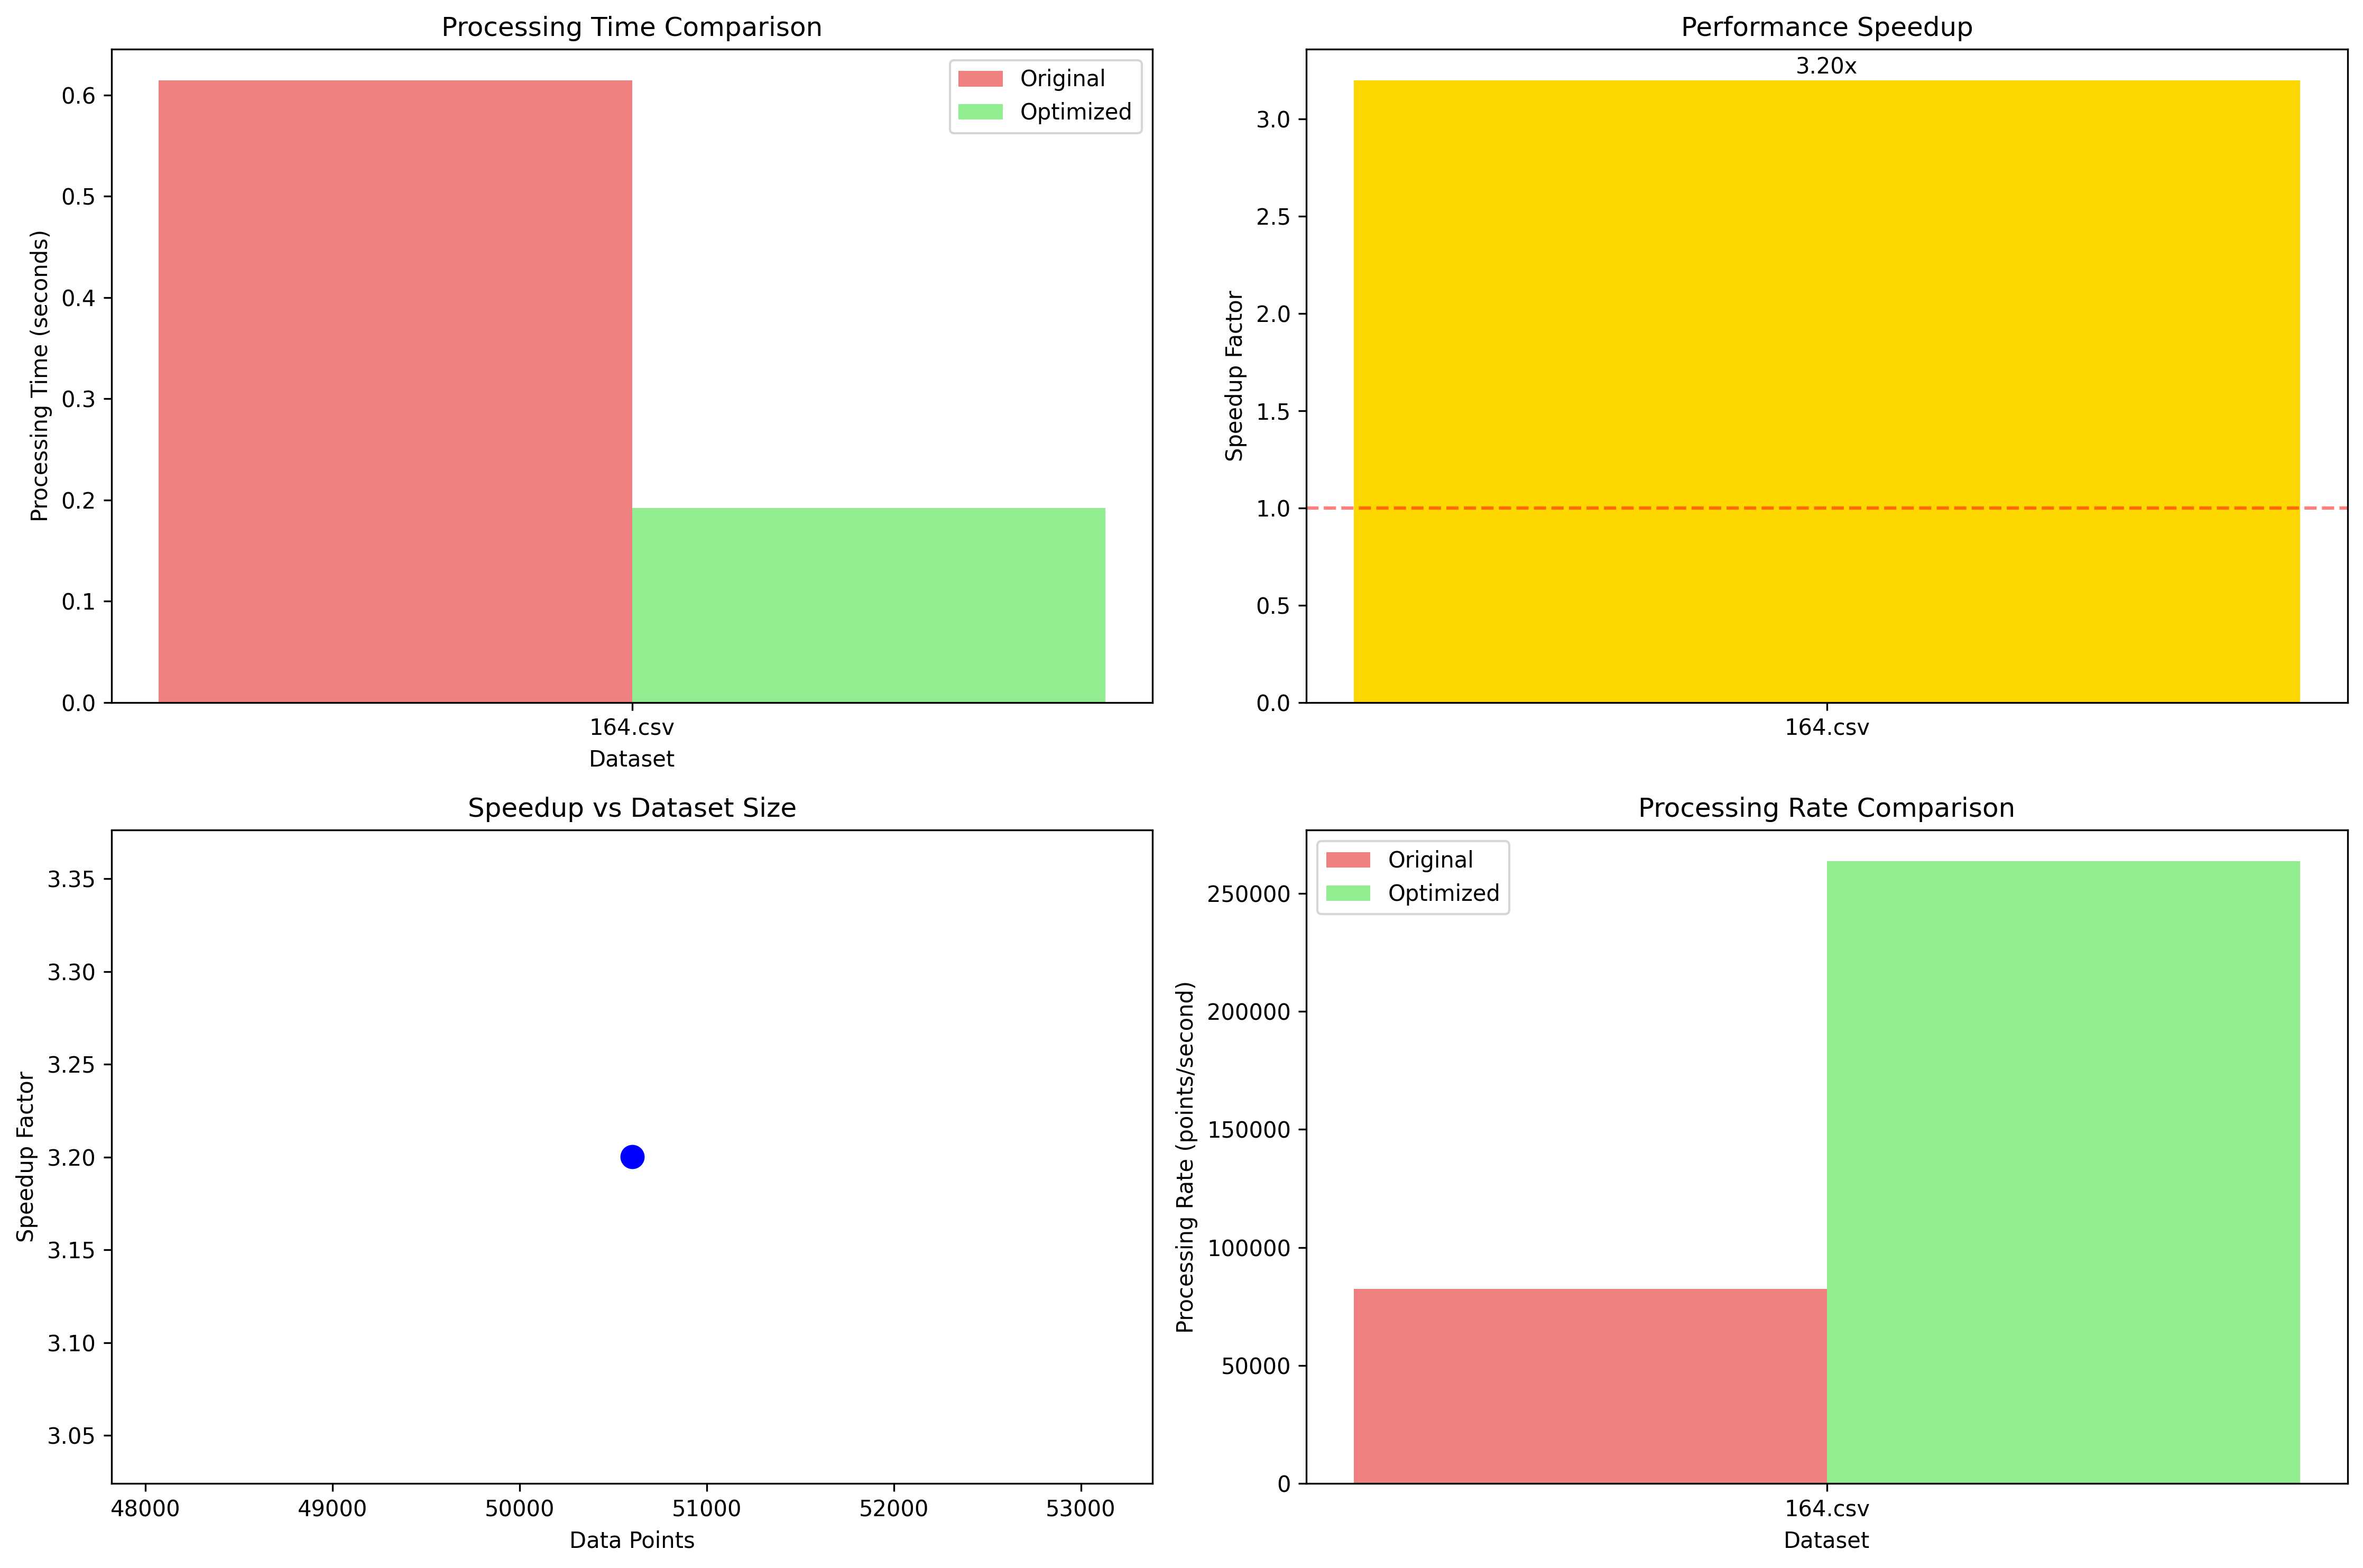 Processing Time Comparison
Processing Time (seconds)
0.6
0.5
0.4
0.3
0.2
0.1
0.0
Original
Optimized
164.csv
Dataset
Performance Speedup
3.20x
Speedup Factor
3.0
2.5
2.0
1.5
1.0
0.5
0.0
164.csv
Speedup vs Dataset Size
Speedup Factor
3.35
3.30
3.25
3.20
3.15
3.10
3.05
48000 49000 50000 51000 52000 53000
Data Points
Processing Rate Comparison
Original
Optimized
Processing Rate (points/second)
250000
200000
150000
100000
50000
0
164.csv
Dataset